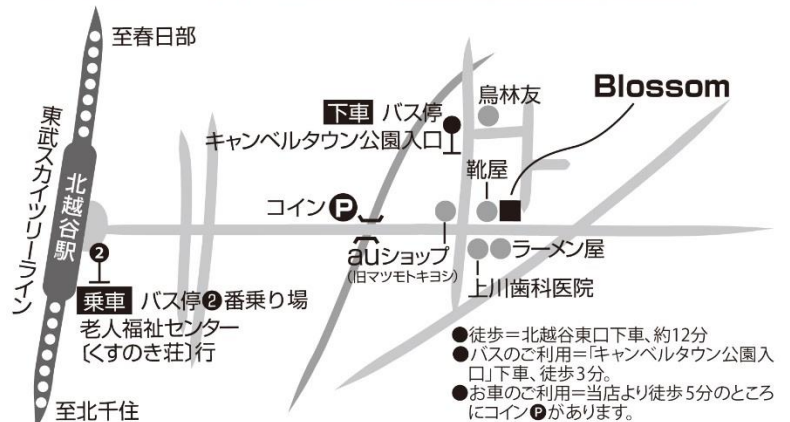 至春日部
東武スカイツリーライン
北越谷駅
至北千住
❷
乗車 バス停❷番乗り場
老人福祉センター
〔くすのき荘〕行
下車 バス停
キャンベルタウン公園入口
鳥林友
Blossom
靴屋
コイン🅟
auショップ
(旧マツモトキヨシ)
ラーメン屋
上川歯科医院
●徒歩=北越谷東口下車、約12分
●バスのご利用=「キャンベルタウン公園入
口」下車、徒歩3分。
●お車のご利用=当店より徒歩5分のところ
にコイン🅟があります。